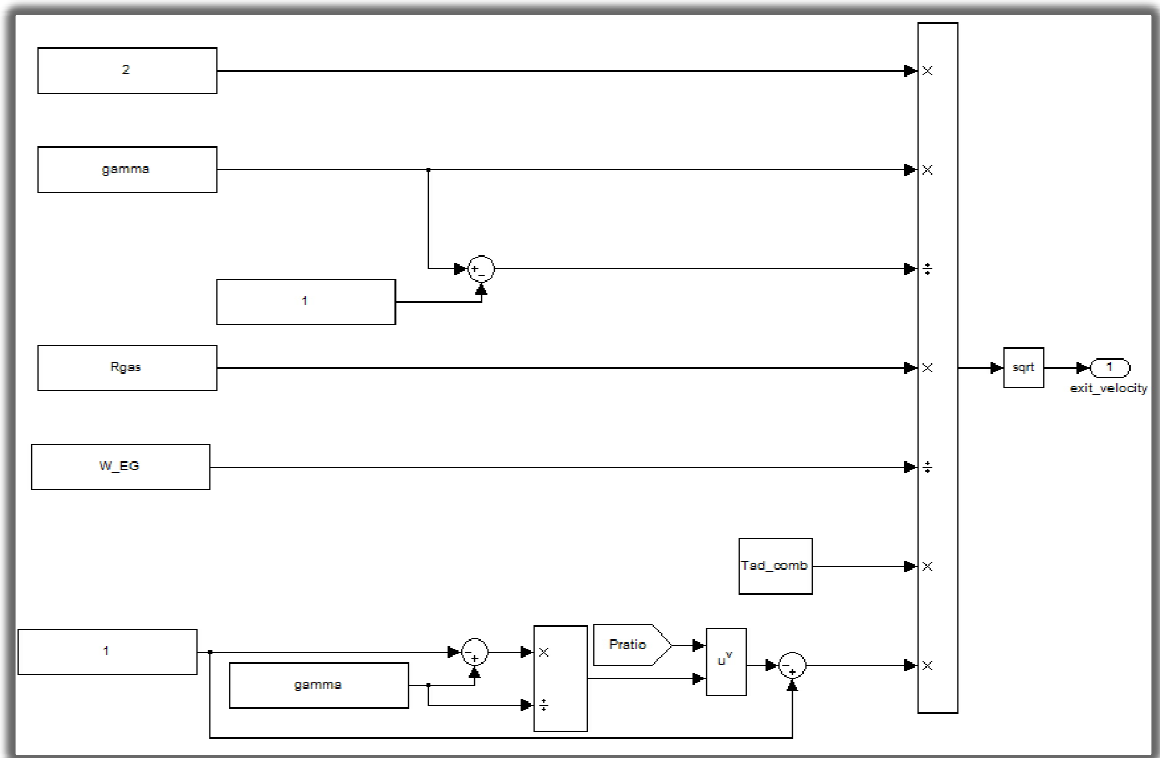 2
×
gamma
×
+
−
÷
1
Rgas
×
sqrt
1
exit_velocity
W_EG
÷
Tad_comb
×
1
−
+
×
Pratio
u^v
−
+
×
gamma
÷